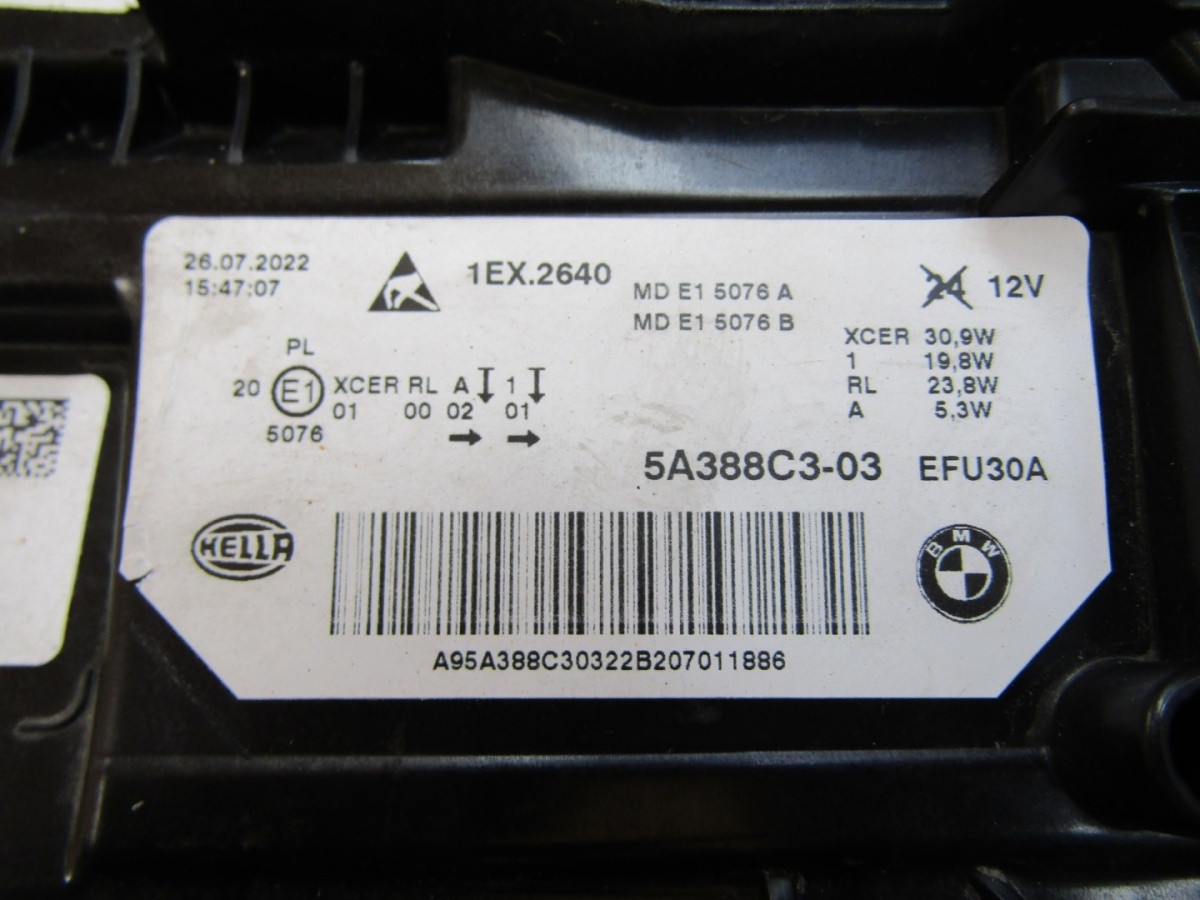 26.07.2022
15:47:07
1EX.2640
MD E1 5076 A
MD E1 5076 B
24 12V
XCER 30,9W
1 19,8W
RL 23,8W
A 5,3W
PL
20 E1 XCER RL A 1
01 00 02 01
5076
5A388C3-03 EFU30A
HELLA
BMW
A95A388C30322B207011886